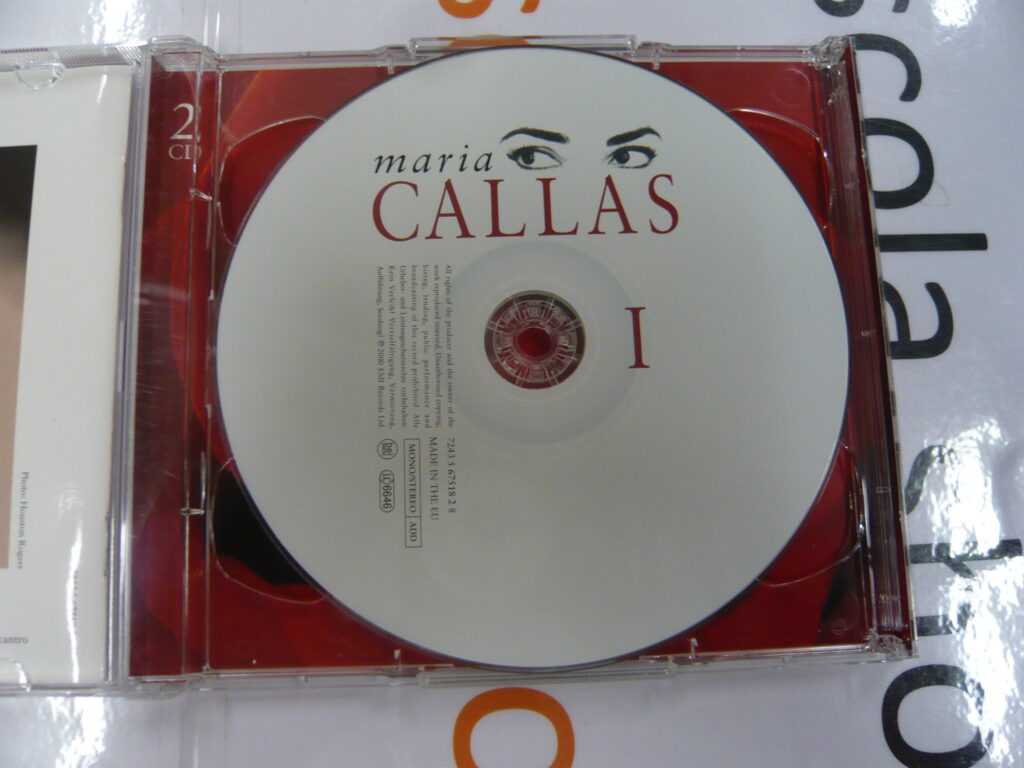 2
CD
maria
CALLAS
I
All rights of the producer and the owner of the
work reproduced reserved. Unauthorised copying,
hiring, lending, public performance and
broadcasting of this record prohibited. Alle
Urheber- und Leistungsschutzrechte vorbehalten.
Kein Verleih! Vervielfältigung, Vermietung,
Aufführung, Sendung! ℗ 2000 EMI Records Ltd.
7243 5 67518 2 8
MADE IN THE EU
MONO/STEREO ADD
LC 6646
Photo: Houston Rogers